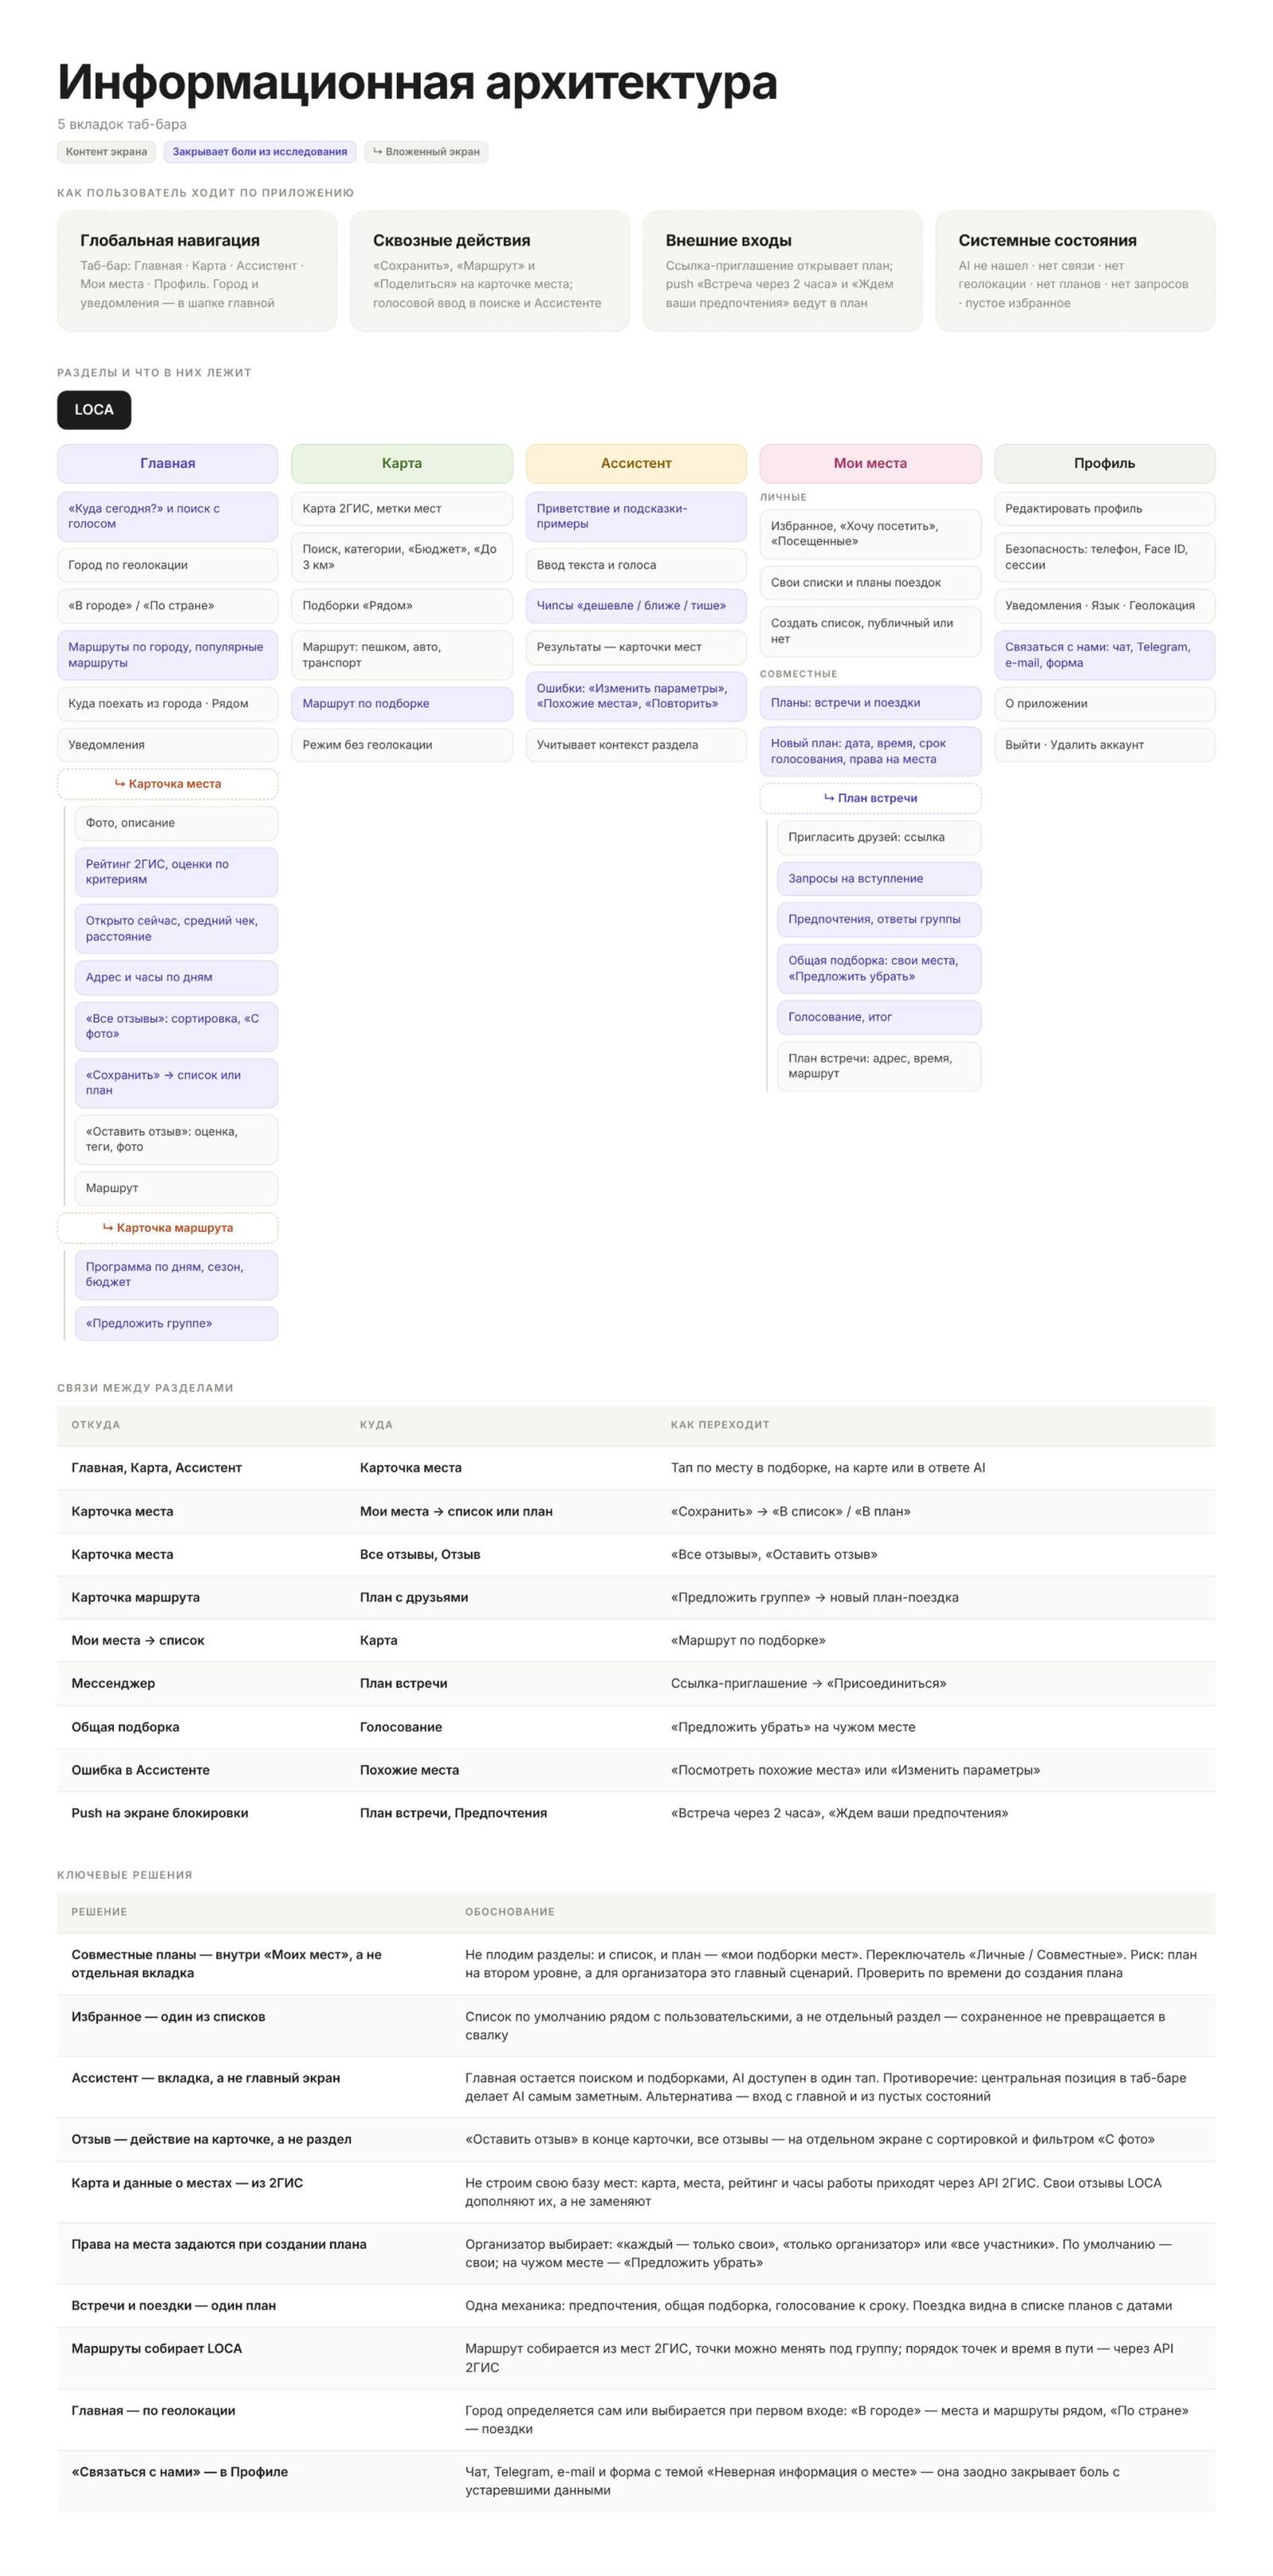 Информационная архитектура
5 вкладок таб-бара
Контент экрана
Закрывает боли из исследования
↳ Вложенный экран
КАК ПОЛЬЗОВАТЕЛЬ ХОДИТ ПО ПРИЛОЖЕНИЮ
Глобальная навигация
Таб-бар: Главная · Карта · Ассистент ·
Мои места · Профиль. Город и
уведомления — в шапке главной
Сквозные действия
«Сохранить», «Маршрут» и
«Поделиться» на карточке места;
голосовой ввод в поиске и Ассистенте
Внешние входы
Ссылка-приглашение открывает план;
push «Встреча через 2 часа» и «Ждем
ваши предпочтения» ведут в план
Системные состояния
AI не нашел · нет связи · нет
геолокации · нет планов · нет запросов
· пустое избранное
РАЗДЕЛЫ И ЧТО В НИХ ЛЕЖИТ
LOCA
Главная
«Куда сегодня?» и поиск с
голосом
Город по геолокации
«В городе» / «По стране»
Маршруты по городу, популярные
маршруты
Куда поехать из города · Рядом
Уведомления
↳ Карточка места
Фото, описание
Рейтинг 2ГИС, оценки по
критериям
Открыто сейчас, средний чек,
расстояние
Адрес и часы по дням
«Все отзывы»: сортировка, «С
фото»
«Сохранить» → список или
план
«Оставить отзыв»: оценка,
теги, фото
Маршрут
↳ Карточка маршрута
Программа по дням, сезон,
бюджет
«Предложить группе»
Карта
Карта 2ГИС, метки мест
Поиск, категории, «Бюджет», «До
3 км»
Подборки «Рядом»
Маршрут: пешком, авто,
транспорт
Маршрут по подборке
Режим без геолокации
Ассистент
Приветствие и подсказки-
примеры
Ввод текста и голоса
Чипсы «дешевле / ближе / тише»
Результаты — карточки мест
Ошибки: «Изменить параметры»,
«Похожие места», «Повторить»
Учитывает контекст раздела
Мои места
ЛИЧНЫЕ
Избранное, «Хочу посетить»,
«Посещенные»
Свои списки и планы поездок
Создать список, публичный или
нет
СОВМЕСТНЫЕ
Планы: встречи и поездки
Новый план: дата, время, срок
голосования, права на места
↳ План встречи
Пригласить друзей: ссылка
Запросы на вступление
Предпочтения, ответы группы
Общая подборка: свои места,
«Предложить убрать»
Голосование, итог
План встречи: адрес, время,
маршрут
Профиль
Редактировать профиль
Безопасность: телефон, Face ID,
сессии
Уведомления · Язык · Геолокация
Связаться с нами: чат, Telegram,
e-mail, форма
О приложении
Выйти · Удалить аккаунт
СВЯЗИ МЕЖДУ РАЗДЕЛАМИ
ОТКУДА КУДА КАК ПЕРЕХОДИТ
Главная, Карта, Ассистент Карточка места Тап по месту в подборке, на карте или в ответе AI
Карточка места Мои места → список или план «Сохранить» → «В список» / «В план»
Карточка места Все отзывы, Отзыв «Все отзывы», «Оставить отзыв»
Карточка маршрута План с друзьями «Предложить группе» → новый план-поездка
Мои места → список Карта «Маршрут по подборке»
Мессенджер План встречи Ссылка-приглашение → «Присоединиться»
Общая подборка Голосование «Предложить убрать» на чужом месте
Ошибка в Ассистенте Похожие места «Посмотреть похожие места» или «Изменить параметры»
Push на экране блокировки План встречи, Предпочтения «Встреча через 2 часа», «Ждем ваши предпочтения»
КЛЮЧЕВЫЕ РЕШЕНИЯ
РЕШЕНИЕ ОБОСНОВАНИЕ
Совместные планы — внутри «Моих мест», а не
отдельная вкладка
Не плодим разделы: и список, и план — «мои подборки мест». Переключатель «Личные / Совместные». Риск: план
на втором уровне, а для организатора это главный сценарий. Проверить по времени до создания плана
Избранное — один из списков
Список по умолчанию рядом с пользовательскими, а не отдельный раздел — сохраненное не превращается в
свалку
Ассистент — вкладка, а не главный экран
Главная остается поиском и подборками, AI доступен в один тап. Противоречие: центральная позиция в таб-баре
делает AI самым заметным. Альтернатива — вход с главной и из пустых состояний
Отзыв — действие на карточке, а не раздел
«Оставить отзыв» в конце карточки, все отзывы — на отдельном экране с сортировкой и фильтром «С фото»
Карта и данные о местах — из 2ГИС
Не строим свою базу мест: карта, места, рейтинг и часы работы приходят через API 2ГИС. Свои отзывы LOCA
дополняют их, а не заменяют
Права на места задаются при создании плана
Организатор выбирает: «каждый — только свои», «только организатор» или «все участники». По умолчанию —
свои; на чужом месте — «Предложить убрать»
Встречи и поездки — один план
Одна механика: предпочтения, общая подборка, голосование к сроку. Поездка видна в списке планов с датами
Маршруты собирает LOCA
Маршрут собирается из мест 2ГИС, точки можно менять под группу; порядок точек и время в пути — через API
2ГИС
Главная — по геолокации
Город определяется сам или выбирается при первом входе: «В городе» — места и маршруты рядом, «По стране»
— поездки
«Связаться с нами» — в Профиле
Чат, Telegram, e-mail и форма с темой «Неверная информация о месте» — она заодно закрывает боль с
устаревшими данными